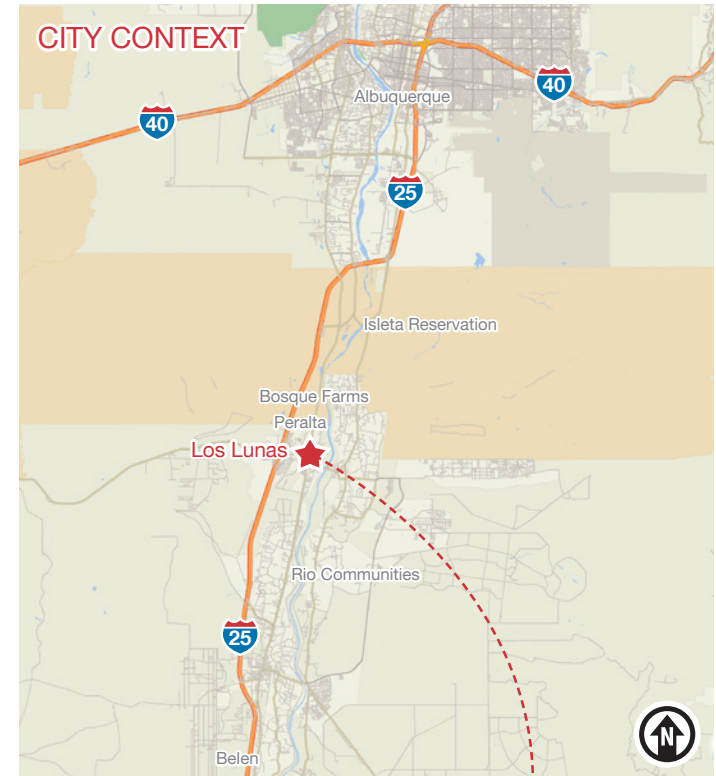 CITY CONTEXT
40
Albuquerque
40
25
Isleta Reservation
Bosque Farms
Peralta
Los Lunas
Rio Communities
25
Belen
N